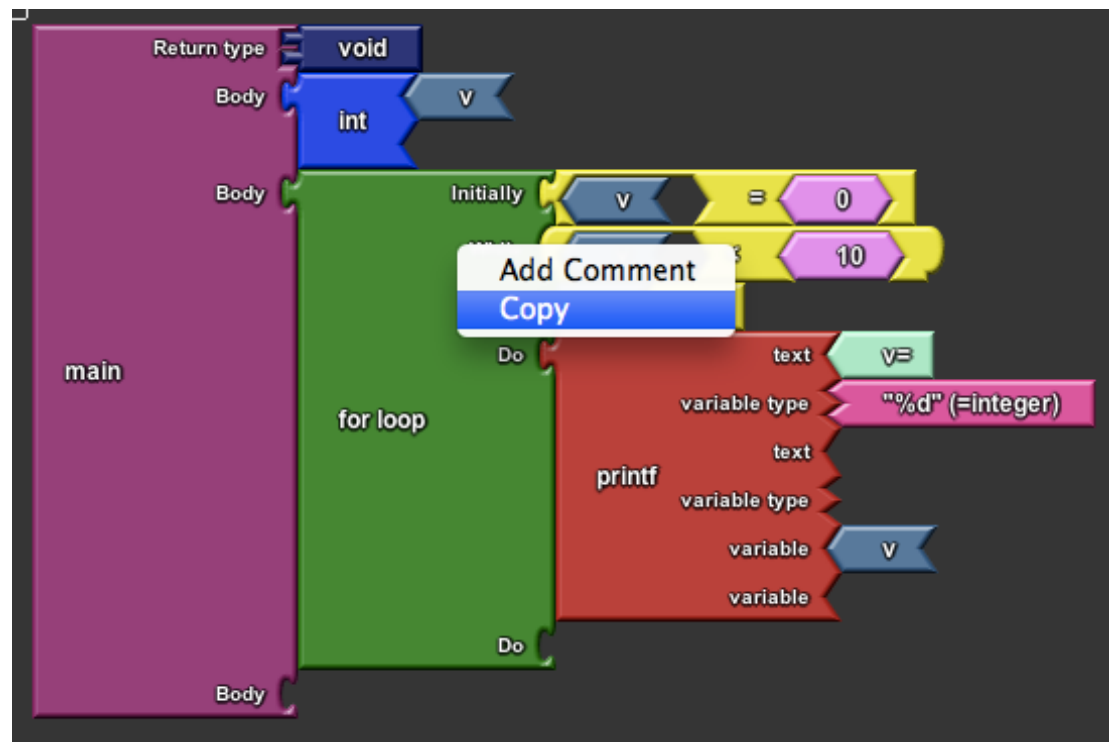 Return type void
Body int v
Body Initially v = 0
10
Add Comment
Copy
Do text v=
main
variable type "%d" (=integer)
for loop
text
printf
variable type
variable v
variable
Do
Body